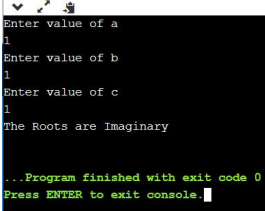 Enter value of a
1
Enter value of b
1
Enter value of c
1
The Roots are Imaginary
...Program finished with exit code 0
Press ENTER to exit console.